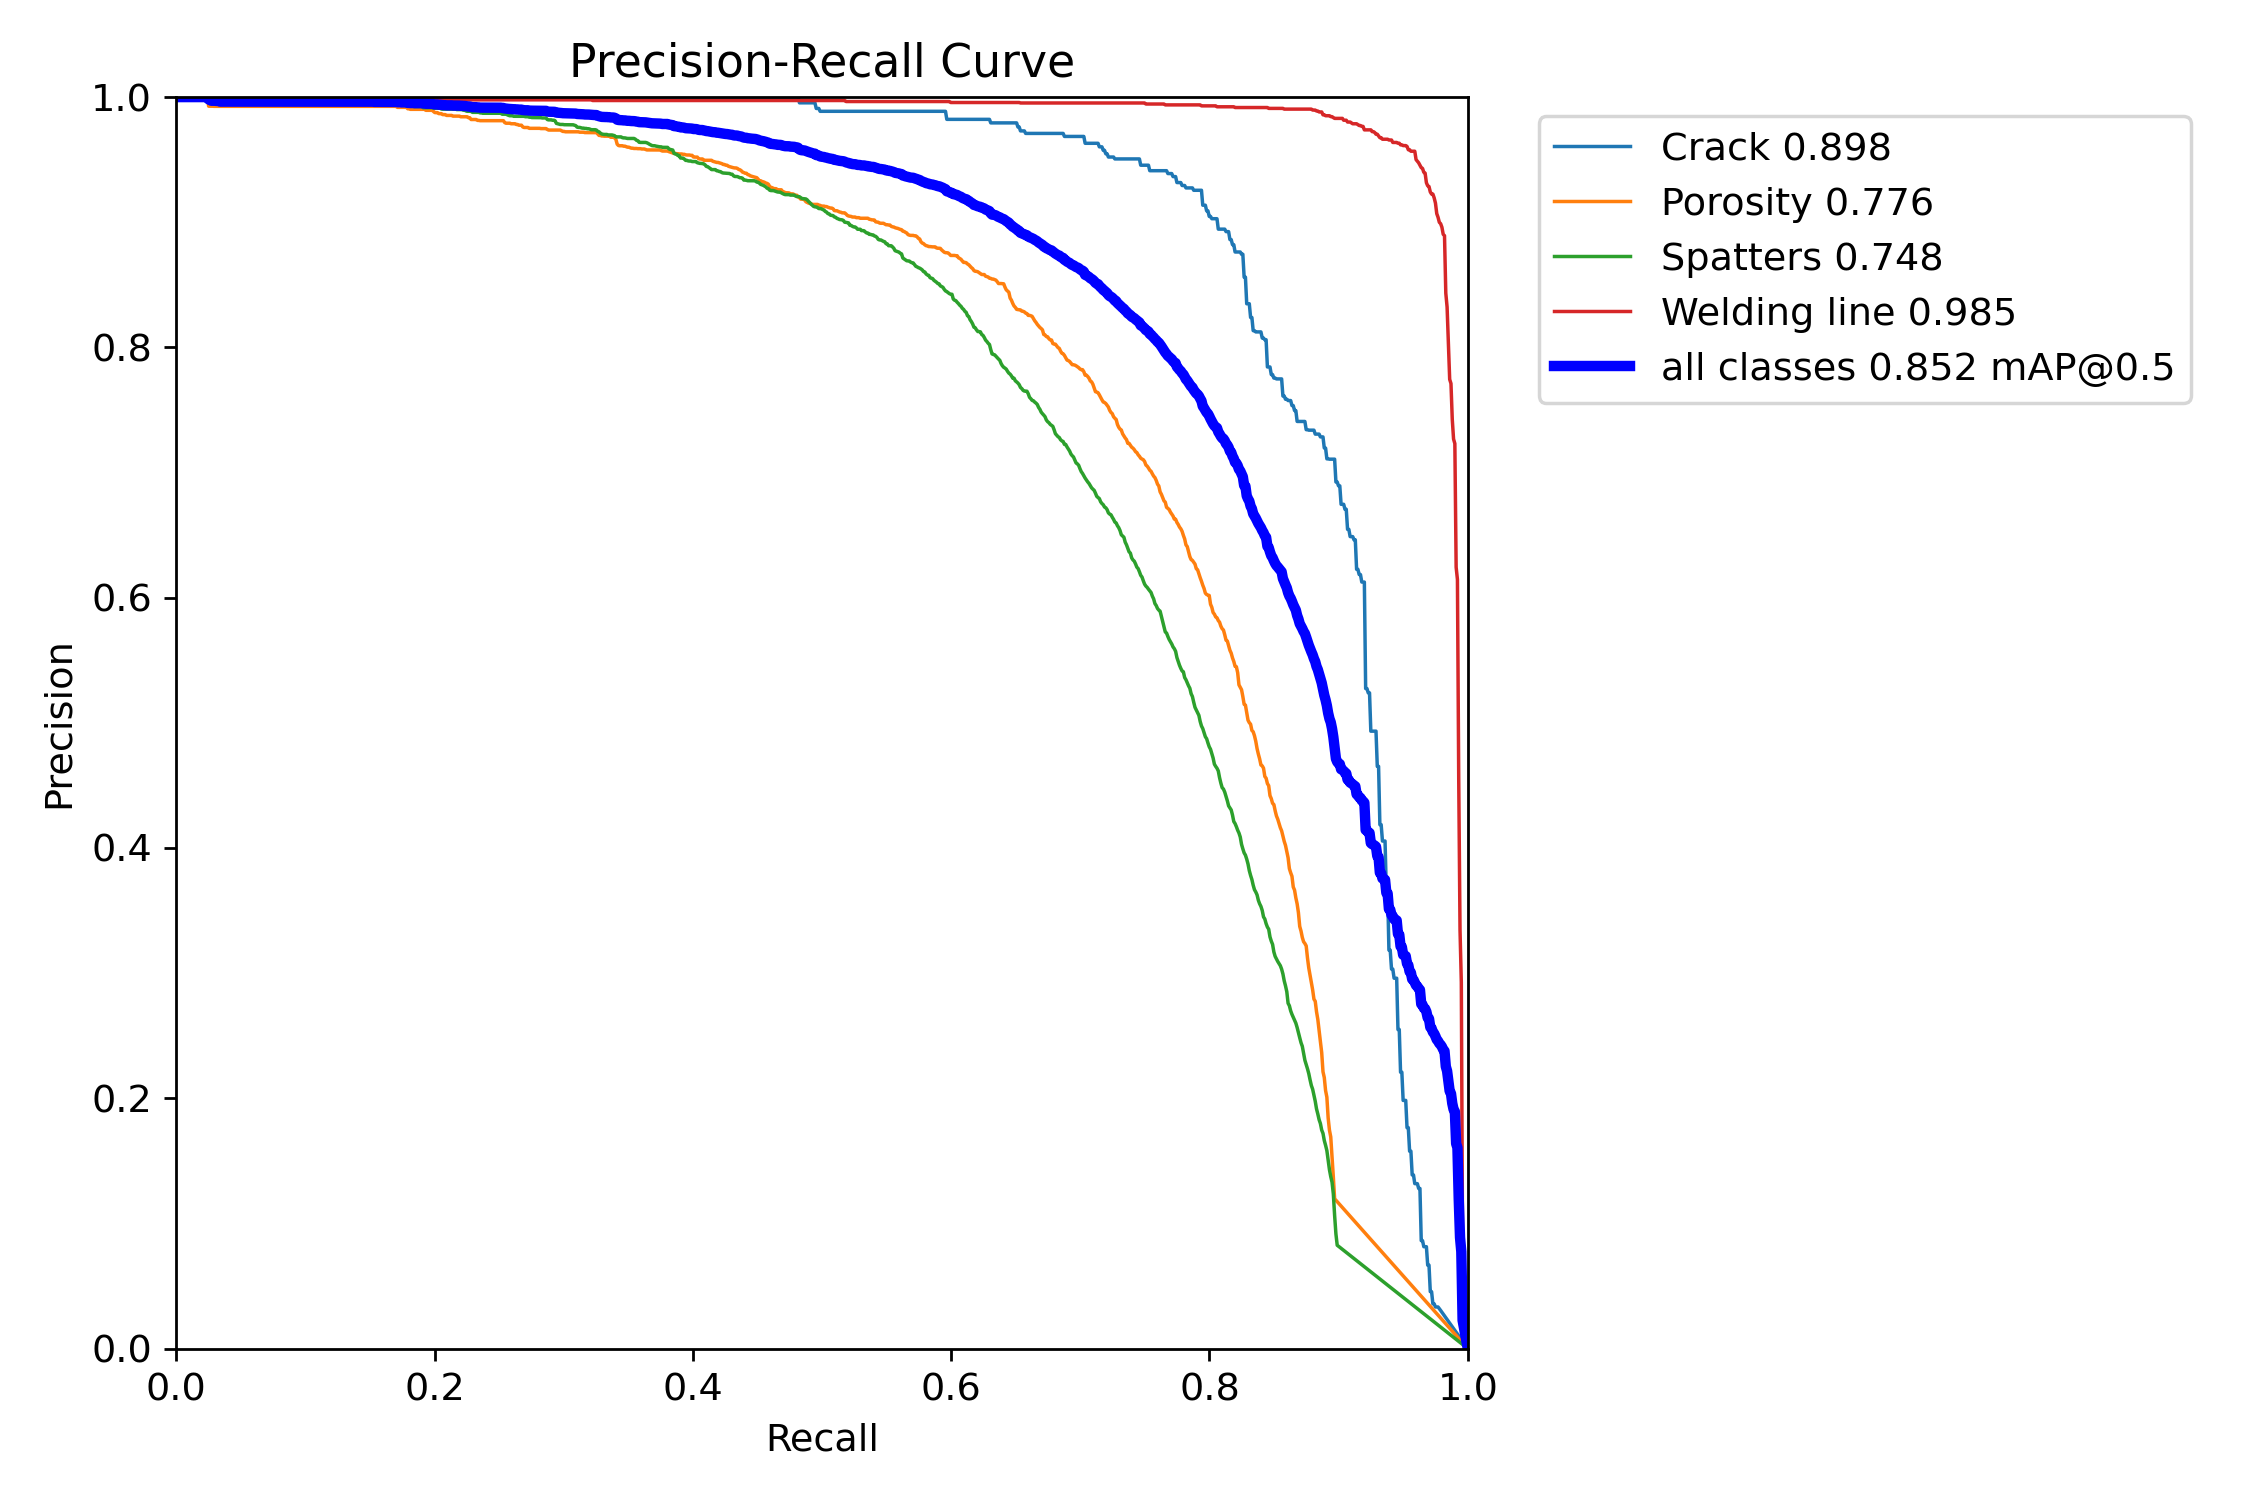 Precision-Recall Curve
1.0
0.8
0.6
0.4
0.2
0.0
Precision
0.0 0.2 0.4 0.6 0.8 1.0
Recall
Crack 0.898
Porosity 0.776
Spatters 0.748
Welding line 0.985
all classes 0.852 mAP@0.5